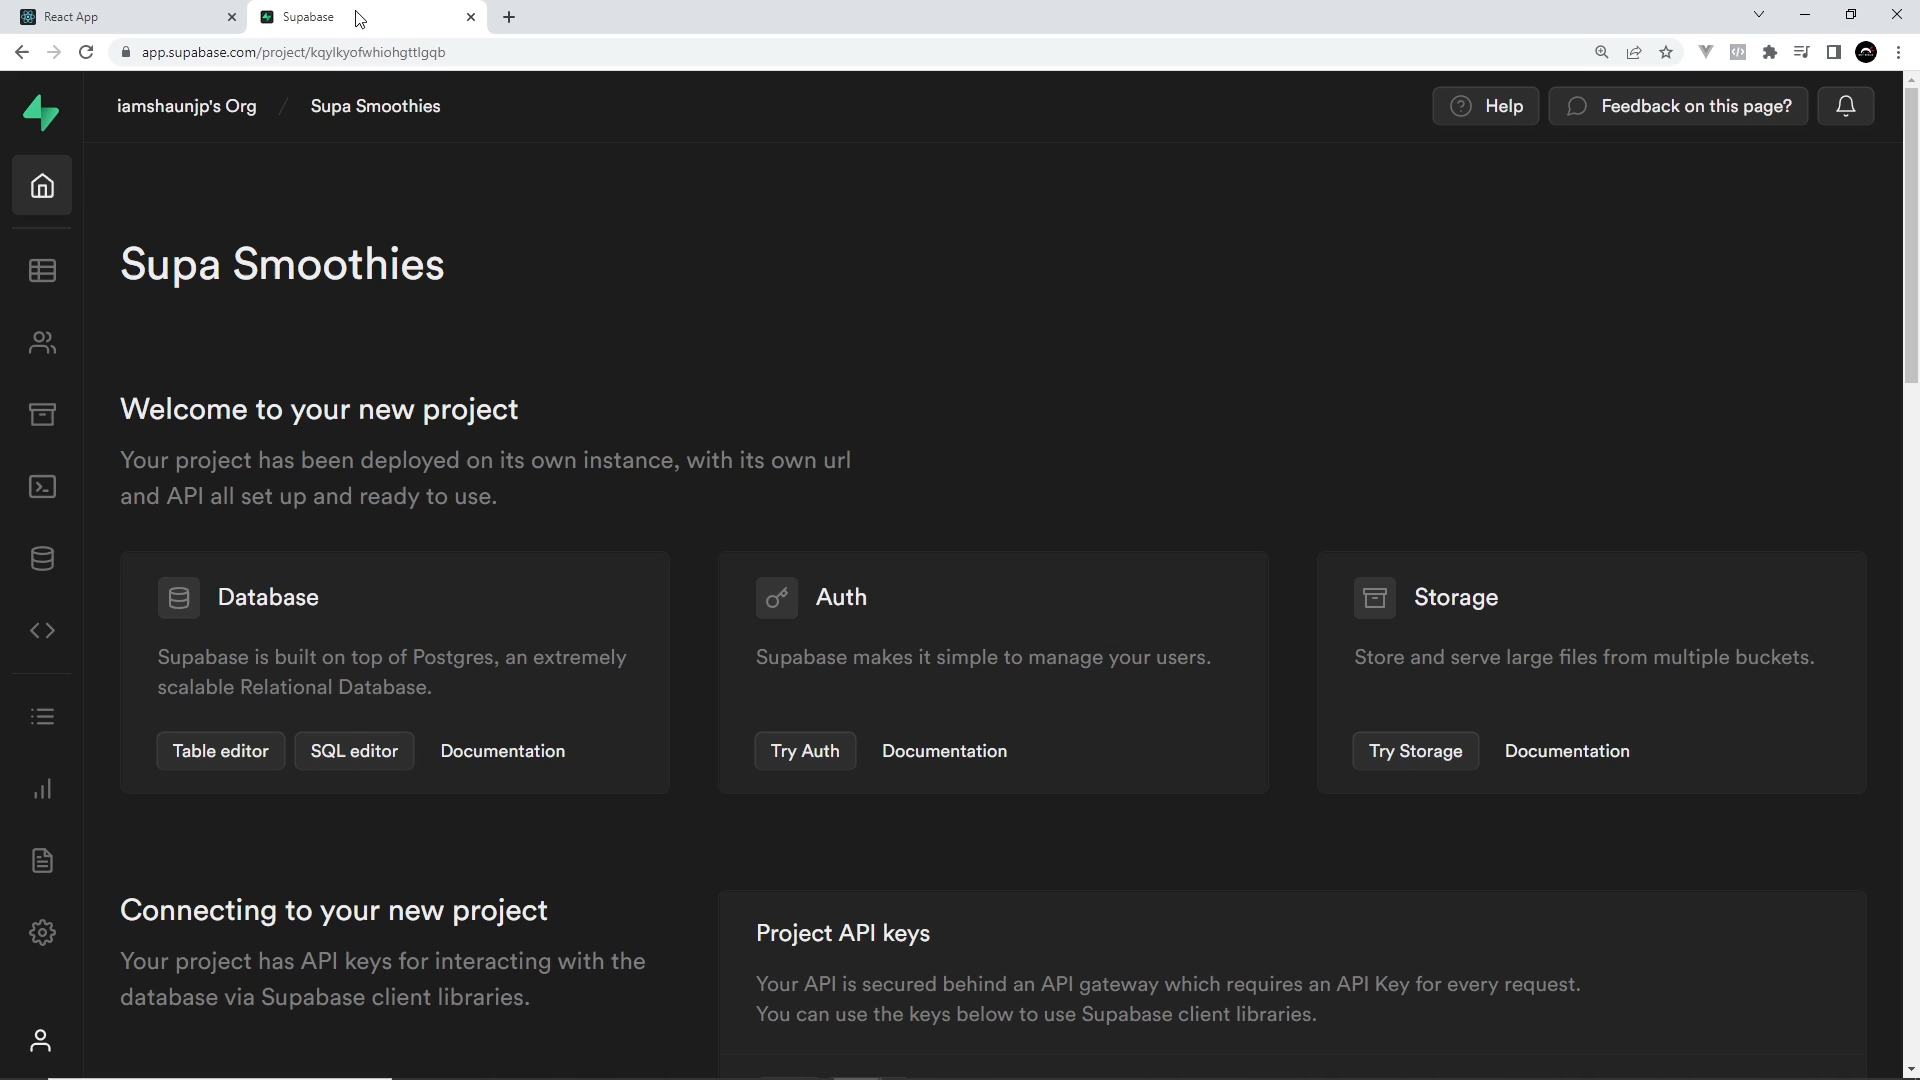 React App
Supabase
app.supabase.com/project/kqylkyofwhiohgttlgqb
iamshaunjp's Org / Supa Smoothies
Help
Feedback on this page?
Supa Smoothies
Welcome to your new project
Your project has been deployed on its own instance, with its own url
and API all set up and ready to use.
Database
Supabase is built on top of Postgres, an extremely
scalable Relational Database.
Table editor
SQL editor
Documentation
Auth
Supabase makes it simple to manage your users.
Try Auth
Documentation
Storage
Store and serve large files from multiple buckets.
Try Storage
Documentation
Connecting to your new project
Your project has API keys for interacting with the
database via Supabase client libraries.
Project API keys
Your API is secured behind an API gateway which requires an API Key for every request.
You can use the keys below to use Supabase client libraries.